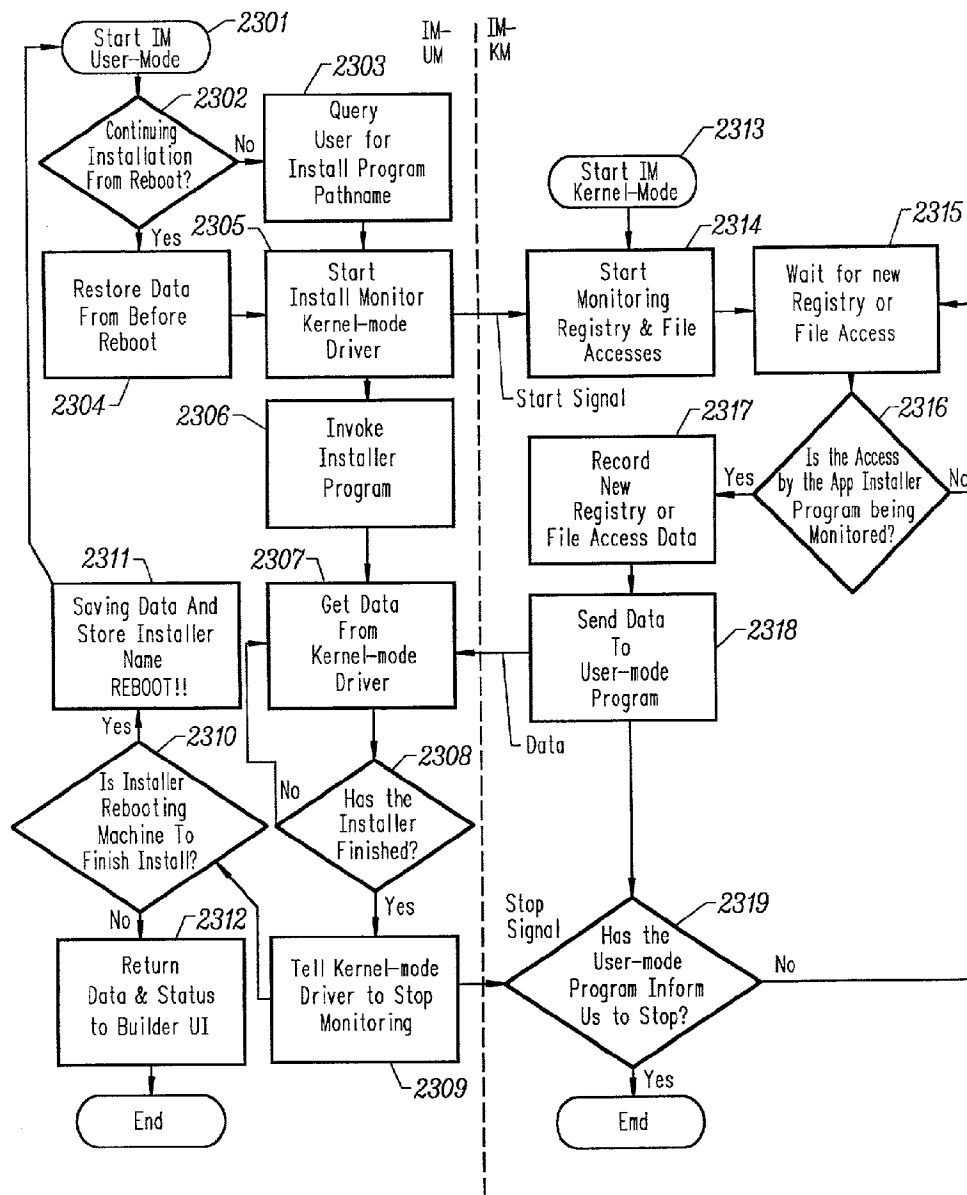 2301
Start IM
User-Mode
IM-
UM
IM-
KM
2302
Continuing
Installation
From Reboot?
No
Yes
2303
Query
User for
Install Program
Pathname
2304
Restore Data
From Before
Reboot
2305
Start
Install Monitor
Kernel-mode
Driver
Start Signal
2306
Invoke
Installer
Program
2307
Get Data
From
Kernel-mode
Driver
2308
Has the
Installer
Finished?
No
Yes
2309
Tell Kernel-mode
Driver to Stop
Monitoring
2310
Is Installer
Rebooting
Machine To
Finish Install?
Yes
No
2311
Saving Data And
Store Installer
Name
REBOOT!!
2312
Return
Data & Status
to Builder UI
End
2313
Start IM
Kernel-Mode
2314
Start
Monitoring
Registry & File
Accesses
2315
Wait for new
Registry or
File Access
2316
Is the Access
by the App Installer
Program being
Monitored?
Yes
No
2317
Record
New
Registry or
File Access Data
2318
Send Data
To
User-mode
Program
Data
Stop
Signal
2319
Has the
User-mode
Program Inform
Us to Stop?
No
Yes
Emd